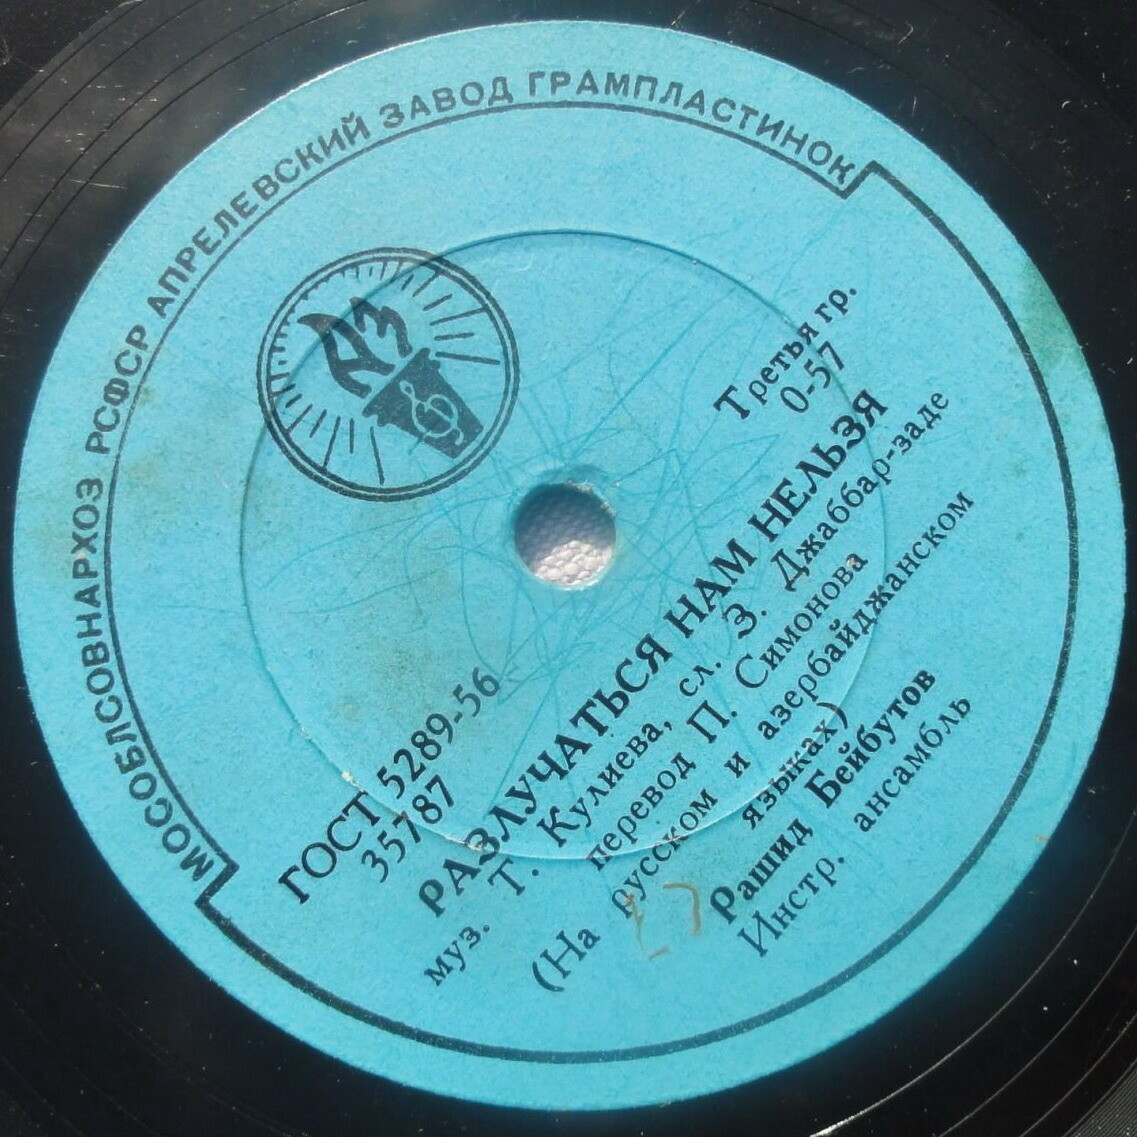 МОСОБЛСОВНАРХОЗ РСФСР АПРЕЛЕВСКИЙ ЗАВОД ГРАМПЛАСТИНОК
АЗ
ГОСТ 5289-56
Третья гр.
35787
0-57
РАЗЛУЧАТЬСЯ НАМ НЕЛЬЗЯ
муз. Т. Кулиева, сл. З. Джаббар-заде
перевод П. Симонова
(На русском и азербайджанском
языках)
Рашид Бейбутов
Инстр. ансамбль